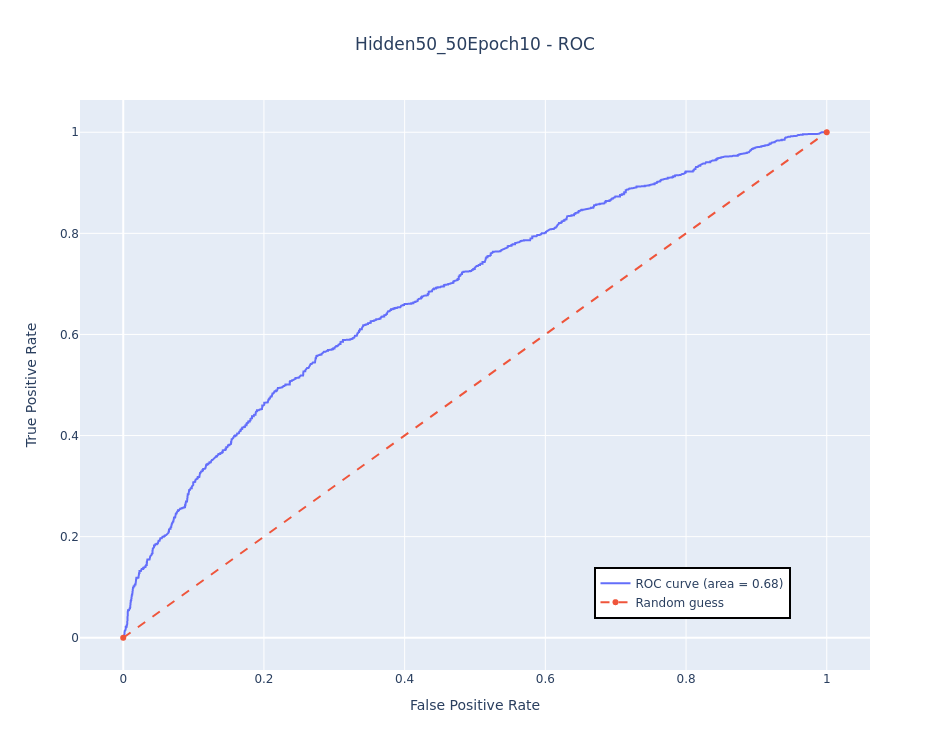 Hidden50_50Epoch10 - ROC
1
0.8
0.6
0.4
0.2
0
True Positive Rate
0 0.2 0.4 0.6 0.8 1
False Positive Rate
ROC curve (area = 0.68)
Random guess